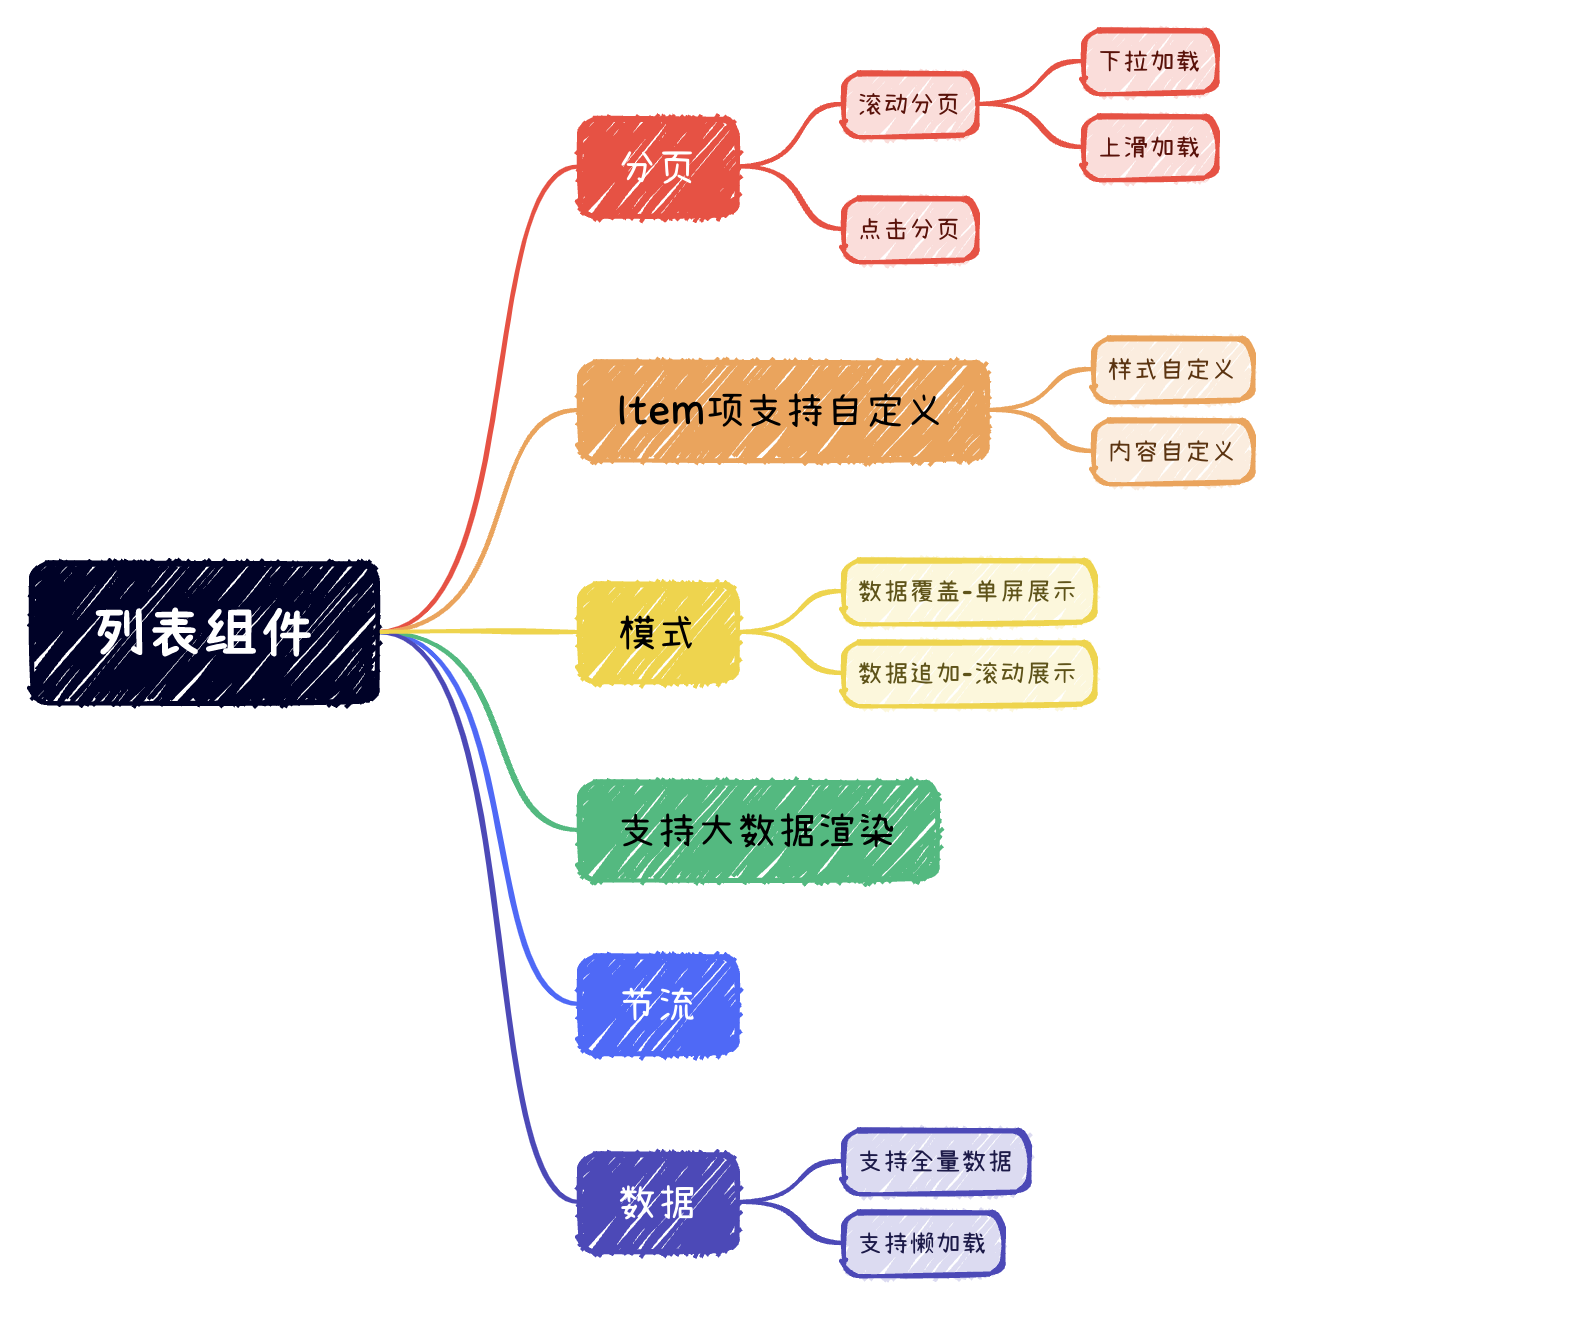 列表组件
分页
滚动分页
下拉加载
上滑加载
点击分页
Item项支持自定义
样式自定义
内容自定义
模式
数据覆盖-单屏展示
数据追加-滚动展示
支持大数据渲染
节流
数据
支持全量数据
支持懒加载